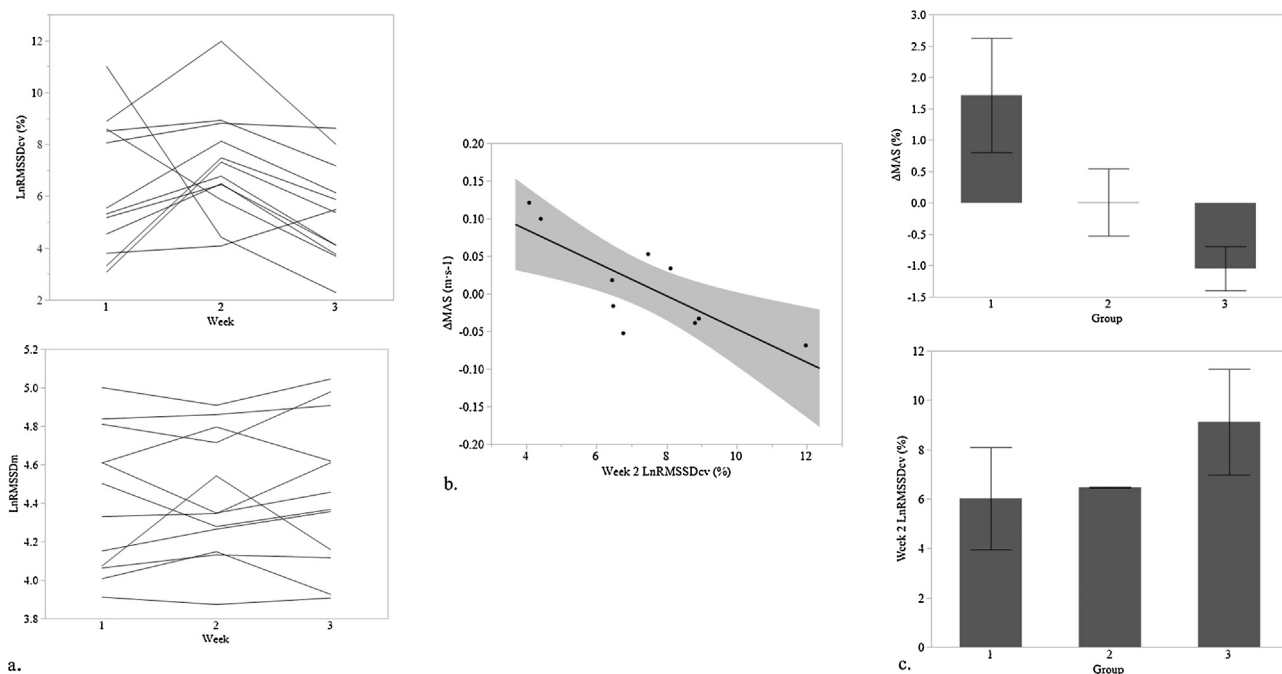 12
10
8
6
4
2
LnRMSSDcv (%)
1 2 3
Week
5.2
5.0
4.8
4.6
4.4
4.2
4.0
3.8
LnRMSSDm
1 2 3
Week
a.
0.20
0.15
0.10
0.05
0.00
-0.05
-0.10
-0.15
-0.20
ΔMAS (m·s-1)
4 6 8 10 12
Week 2 LnRMSSDcv (%)
b.
3.0
2.5
2.0
1.5
1.0
0.5
0.0
-0.5
-1.0
-1.5
ΔMAS (%)
1 2 3
Group
12
10
8
6
4
2
0
Week 2 LnRMSSDcv (%)
1 2 3
Group
c.